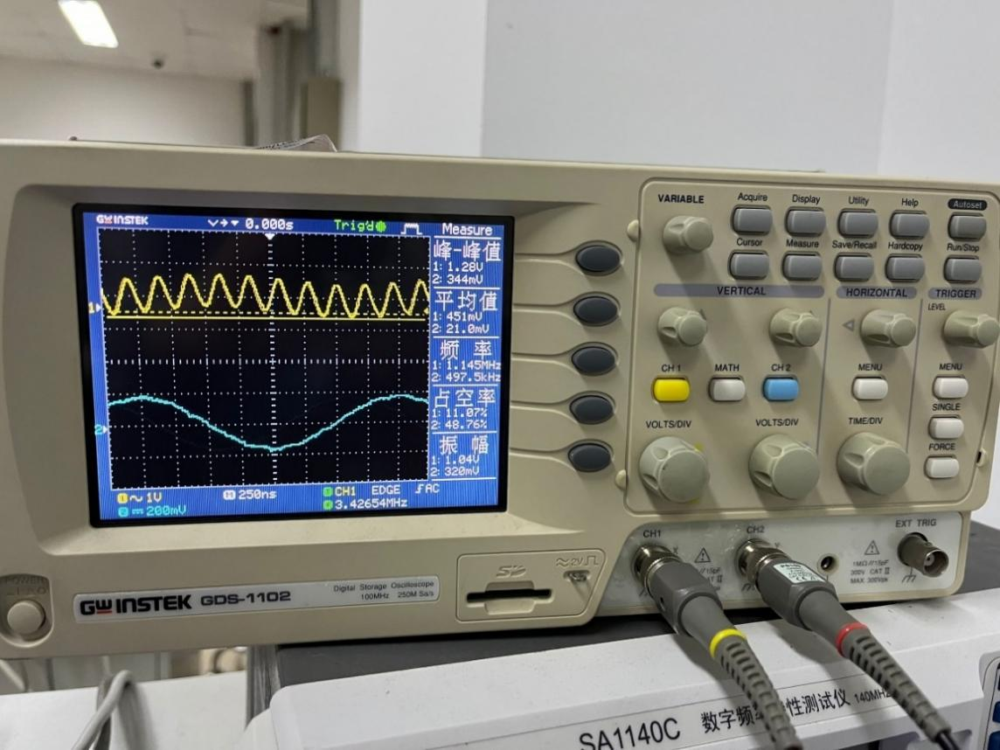 GW INSTEK 0.000s Trig'd Measure
峰-峰值
1: 1.28V
2: 344mV
平均值
1: 451mV
2: 21.0mV
频 率
1: 1.145MHz
2: 497.5kHz
占空率
1: 11.07%
2: 48.76%
振 幅
1: 1.04V
2: 320mV
1
2
1 ~ 1V M 250ns CH1 EDGE AC
2 200mV 3.42654MHz
VARIABLE
Acquire Display Utility Help Autoset
Cursor Measure Save/Recall Hardcopy Run/Stop
VERTICAL HORIZONTAL TRIGGER
LEVEL
CH 1 MATH CH 2 MENU MENU
SINGLE
VOLTS/DIV VOLTS/DIV TIME/DIV FORCE
CH1 CH2 EXT TRIG
X Y
1MΩ//15pF
300V CAT II
MAX 300Vpk
POWER
SD ≈2V
GW INSTEK GDS-1102
Digital Storage Oscilloscope
100MHz 250M Sa/s
SA1140C 数字频 性测试仪 140MHz